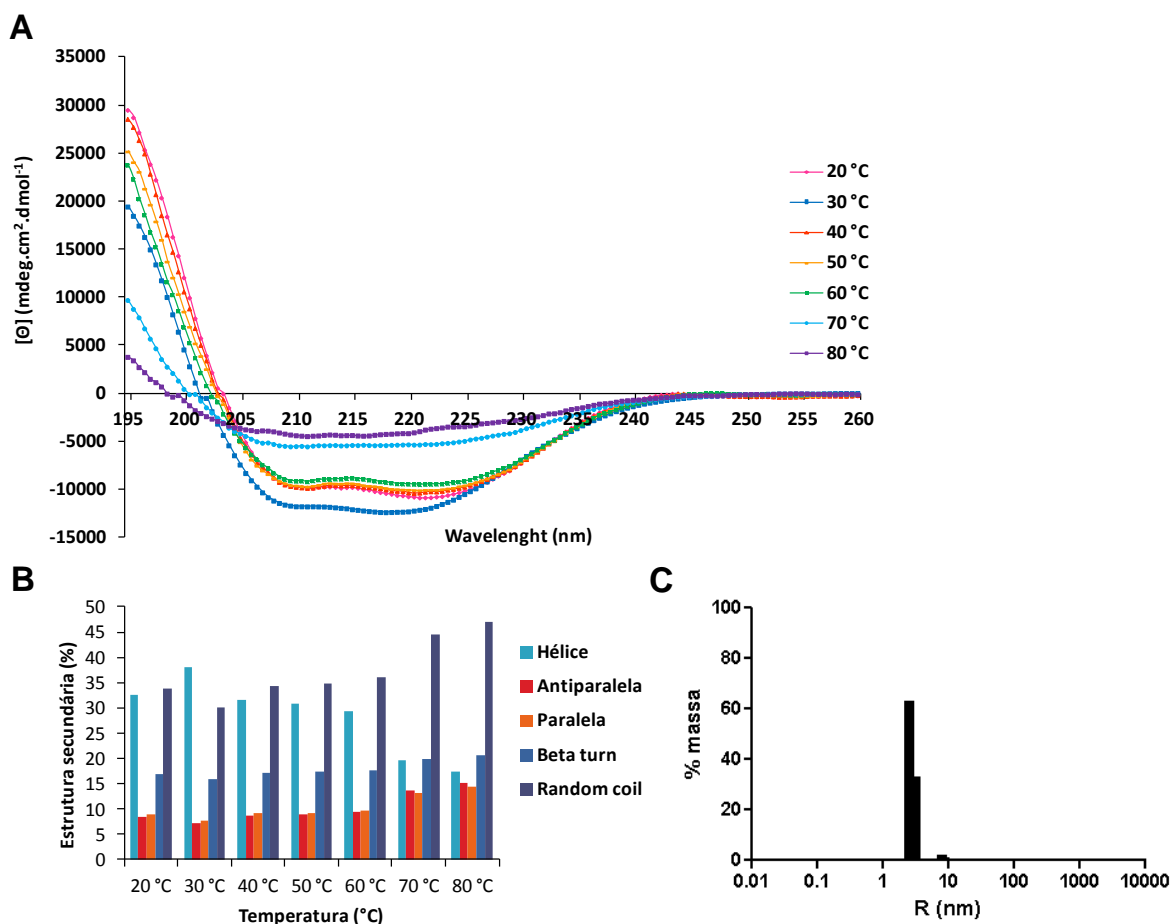 A
35000
30000
25000
20000
15000
10000
5000
0
-5000
-10000
-15000
[Θ] (mdeg.cm².dmol⁻¹)
195 200 205 210 215 220 225 230 235 240 245 250 255 260
Wavelenght (nm)
20 °C
30 °C
40 °C
50 °C
60 °C
70 °C
80 °C
B
50
45
40
35
30
25
20
15
10
5
0
Estrutura secundária (%)
20 °C 30 °C 40 °C 50 °C 60 °C 70 °C 80 °C
Temperatura (°C)
Hélice
Antiparalela
Paralela
Beta turn
Random coil
C
100
80
60
40
20
0
% massa
0.01 0.1 1 10 100 1000 10000
R (nm)